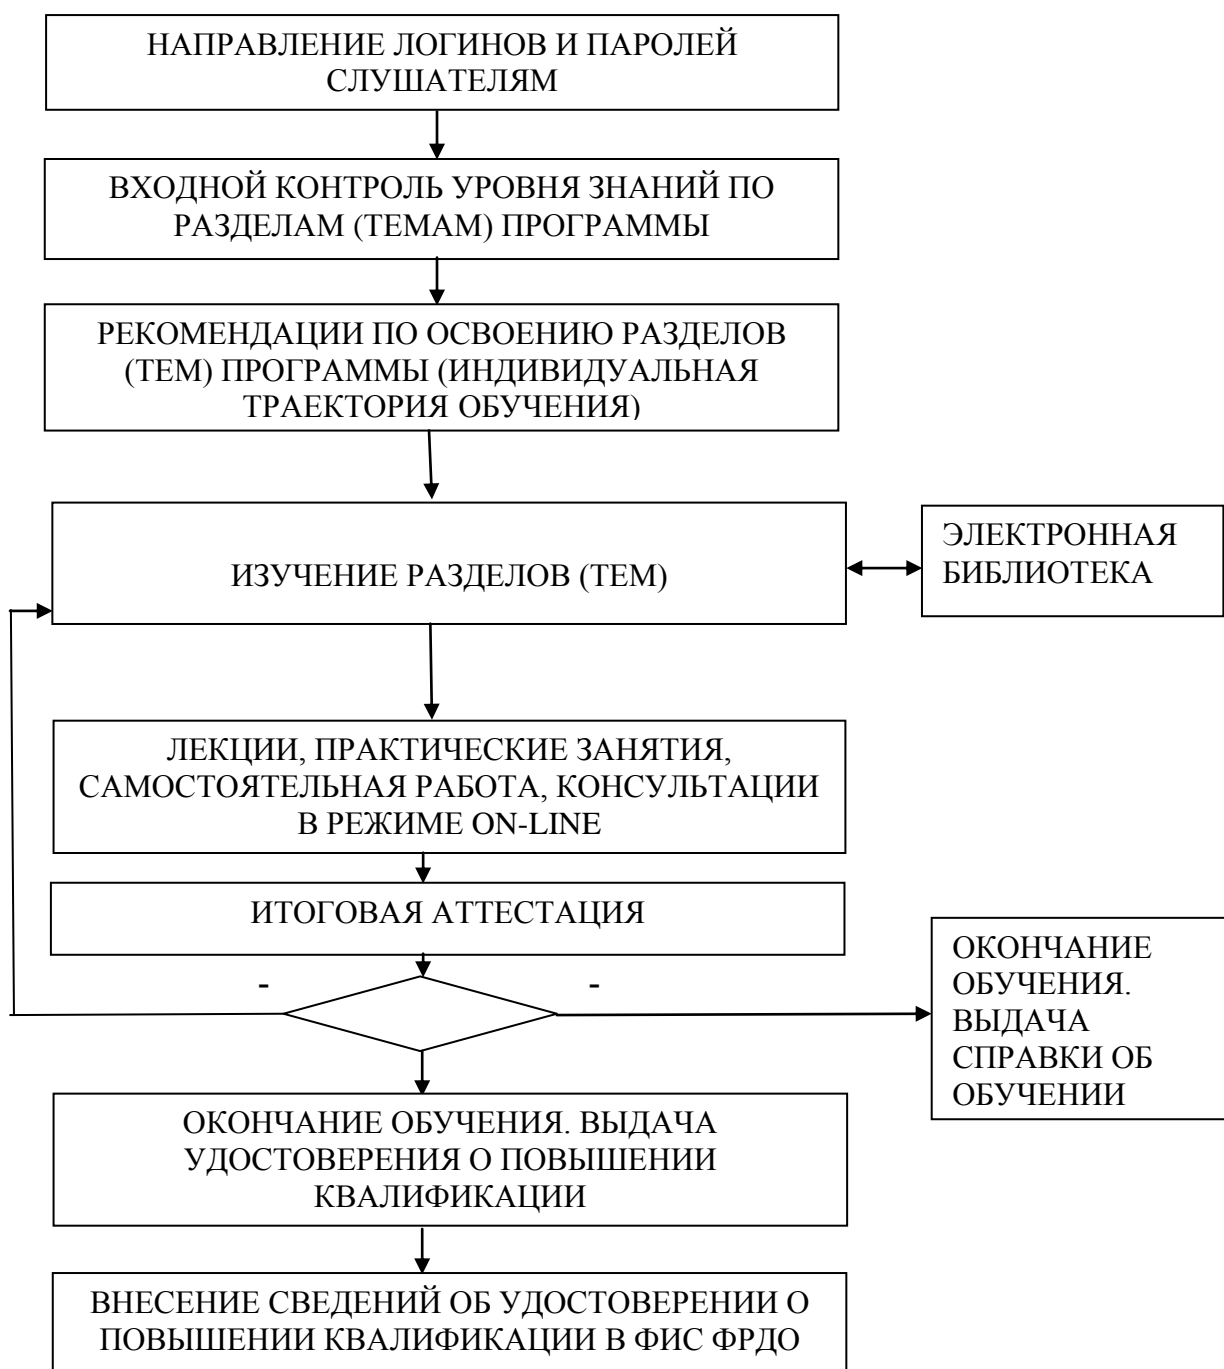 НАПРАВЛЕНИЕ ЛОГИНОВ И ПАРОЛЕЙ
СЛУШАТЕЛЯМ
ВХОДНОЙ КОНТРОЛЬ УРОВНЯ ЗНАНИЙ ПО
РАЗДЕЛАМ (ТЕМАМ) ПРОГРАММЫ
РЕКОМЕНДАЦИИ ПО ОСВОЕНИЮ РАЗДЕЛОВ
(ТЕМ) ПРОГРАММЫ (ИНДИВИДУАЛЬНАЯ
ТРАЕКТОРИЯ ОБУЧЕНИЯ)
ИЗУЧЕНИЕ РАЗДЕЛОВ (ТЕМ)
ЭЛЕКТРОННАЯ
БИБЛИОТЕКА
ЛЕКЦИИ, ПРАКТИЧЕСКИЕ ЗАНЯТИЯ,
САМОСТОЯТЕЛЬНАЯ РАБОТА, КОНСУЛЬТАЦИИ
В РЕЖИМЕ ON-LINE
ИТОГОВАЯ АТТЕСТАЦИЯ
-
-
ОКОНЧАНИЕ
ОБУЧЕНИЯ.
ВЫДАЧА
СПРАВКИ ОБ
ОБУЧЕНИИ
ОКОНЧАНИЕ ОБУЧЕНИЯ. ВЫДАЧА
УДОСТОВЕРЕНИЯ О ПОВЫШЕНИИ
КВАЛИФИКАЦИИ
ВНЕСЕНИЕ СВЕДЕНИЙ ОБ УДОСТОВЕРЕНИИ О
ПОВЫШЕНИИ КВАЛИФИКАЦИИ В ФИС ФРДО